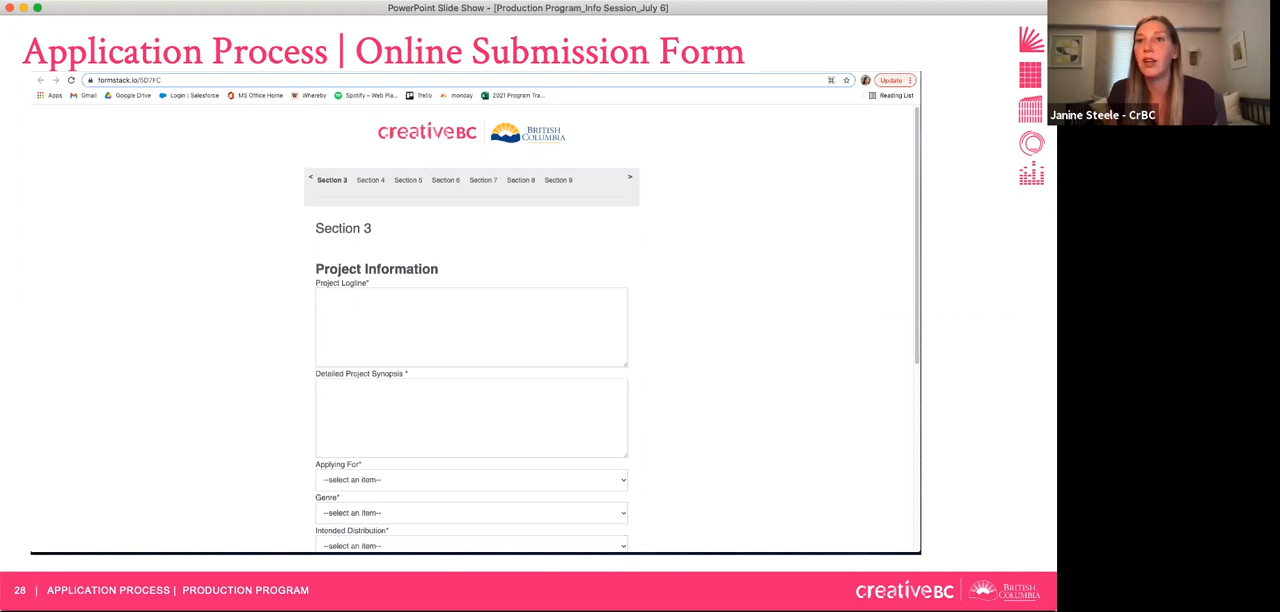 PowerPoint Slide Show - [Production Program_Info Session_July 6]
Application Process | Online Submission Form
formstack.io/5D7FC
Update
Apps Gmail Google Drive Login | Salesforce MS Office Home Whereby Spotify – Web Pla... Trello monday 2021 Program Tra... Reading List
creativeBC BRITISH COLUMBIA
< Section 3 Section 4 Section 5 Section 6 Section 7 Section 8 Section 9 >
Section 3
Project Information
Project Logline*
Detailed Project Synopsis *
Applying For*
--select an item--
Genre*
--select an item--
Intended Distribution*
--select an item--
28 | APPLICATION PROCESS | PRODUCTION PROGRAM
creativeBC BRITISH COLUMBIA
Janine Steele - CrBC